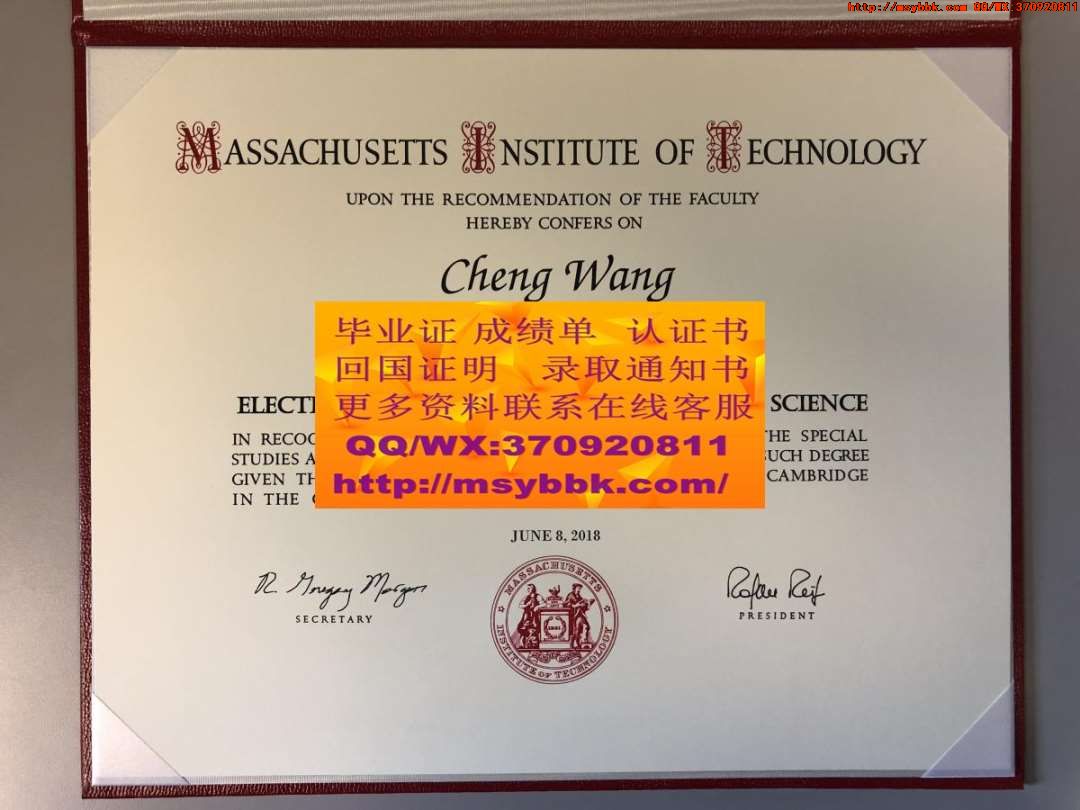 http://msybbk.com QQ/WX 370920811
MASSACHUSETTS INSTITUTE OF TECHNOLOGY
UPON THE RECOMMENDATION OF THE FACULTY
HEREBY CONFERS ON
Cheng Wang
毕业证 成绩单 认证书
回国证明 录取通知书
更多资料联系在线客服
QQ/WX:370920811
http://msybbk.com/
SCIENCE
IN SPECIAL
STUDIES SUCH DEGREE
GIVEN CAMBRIDGE
IN THE
JUNE 8, 2018
SECRETARY
PRESIDENT
MASSACHUSETTS
INSTITUTE OF TECHNOLOGY